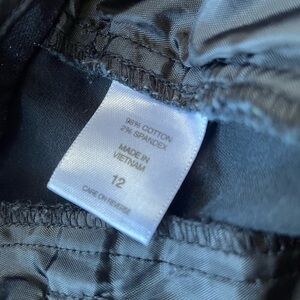 98% COTTON
2% SPANDEX
MADE IN
VIETNAM
12
CARE ON REVERSE